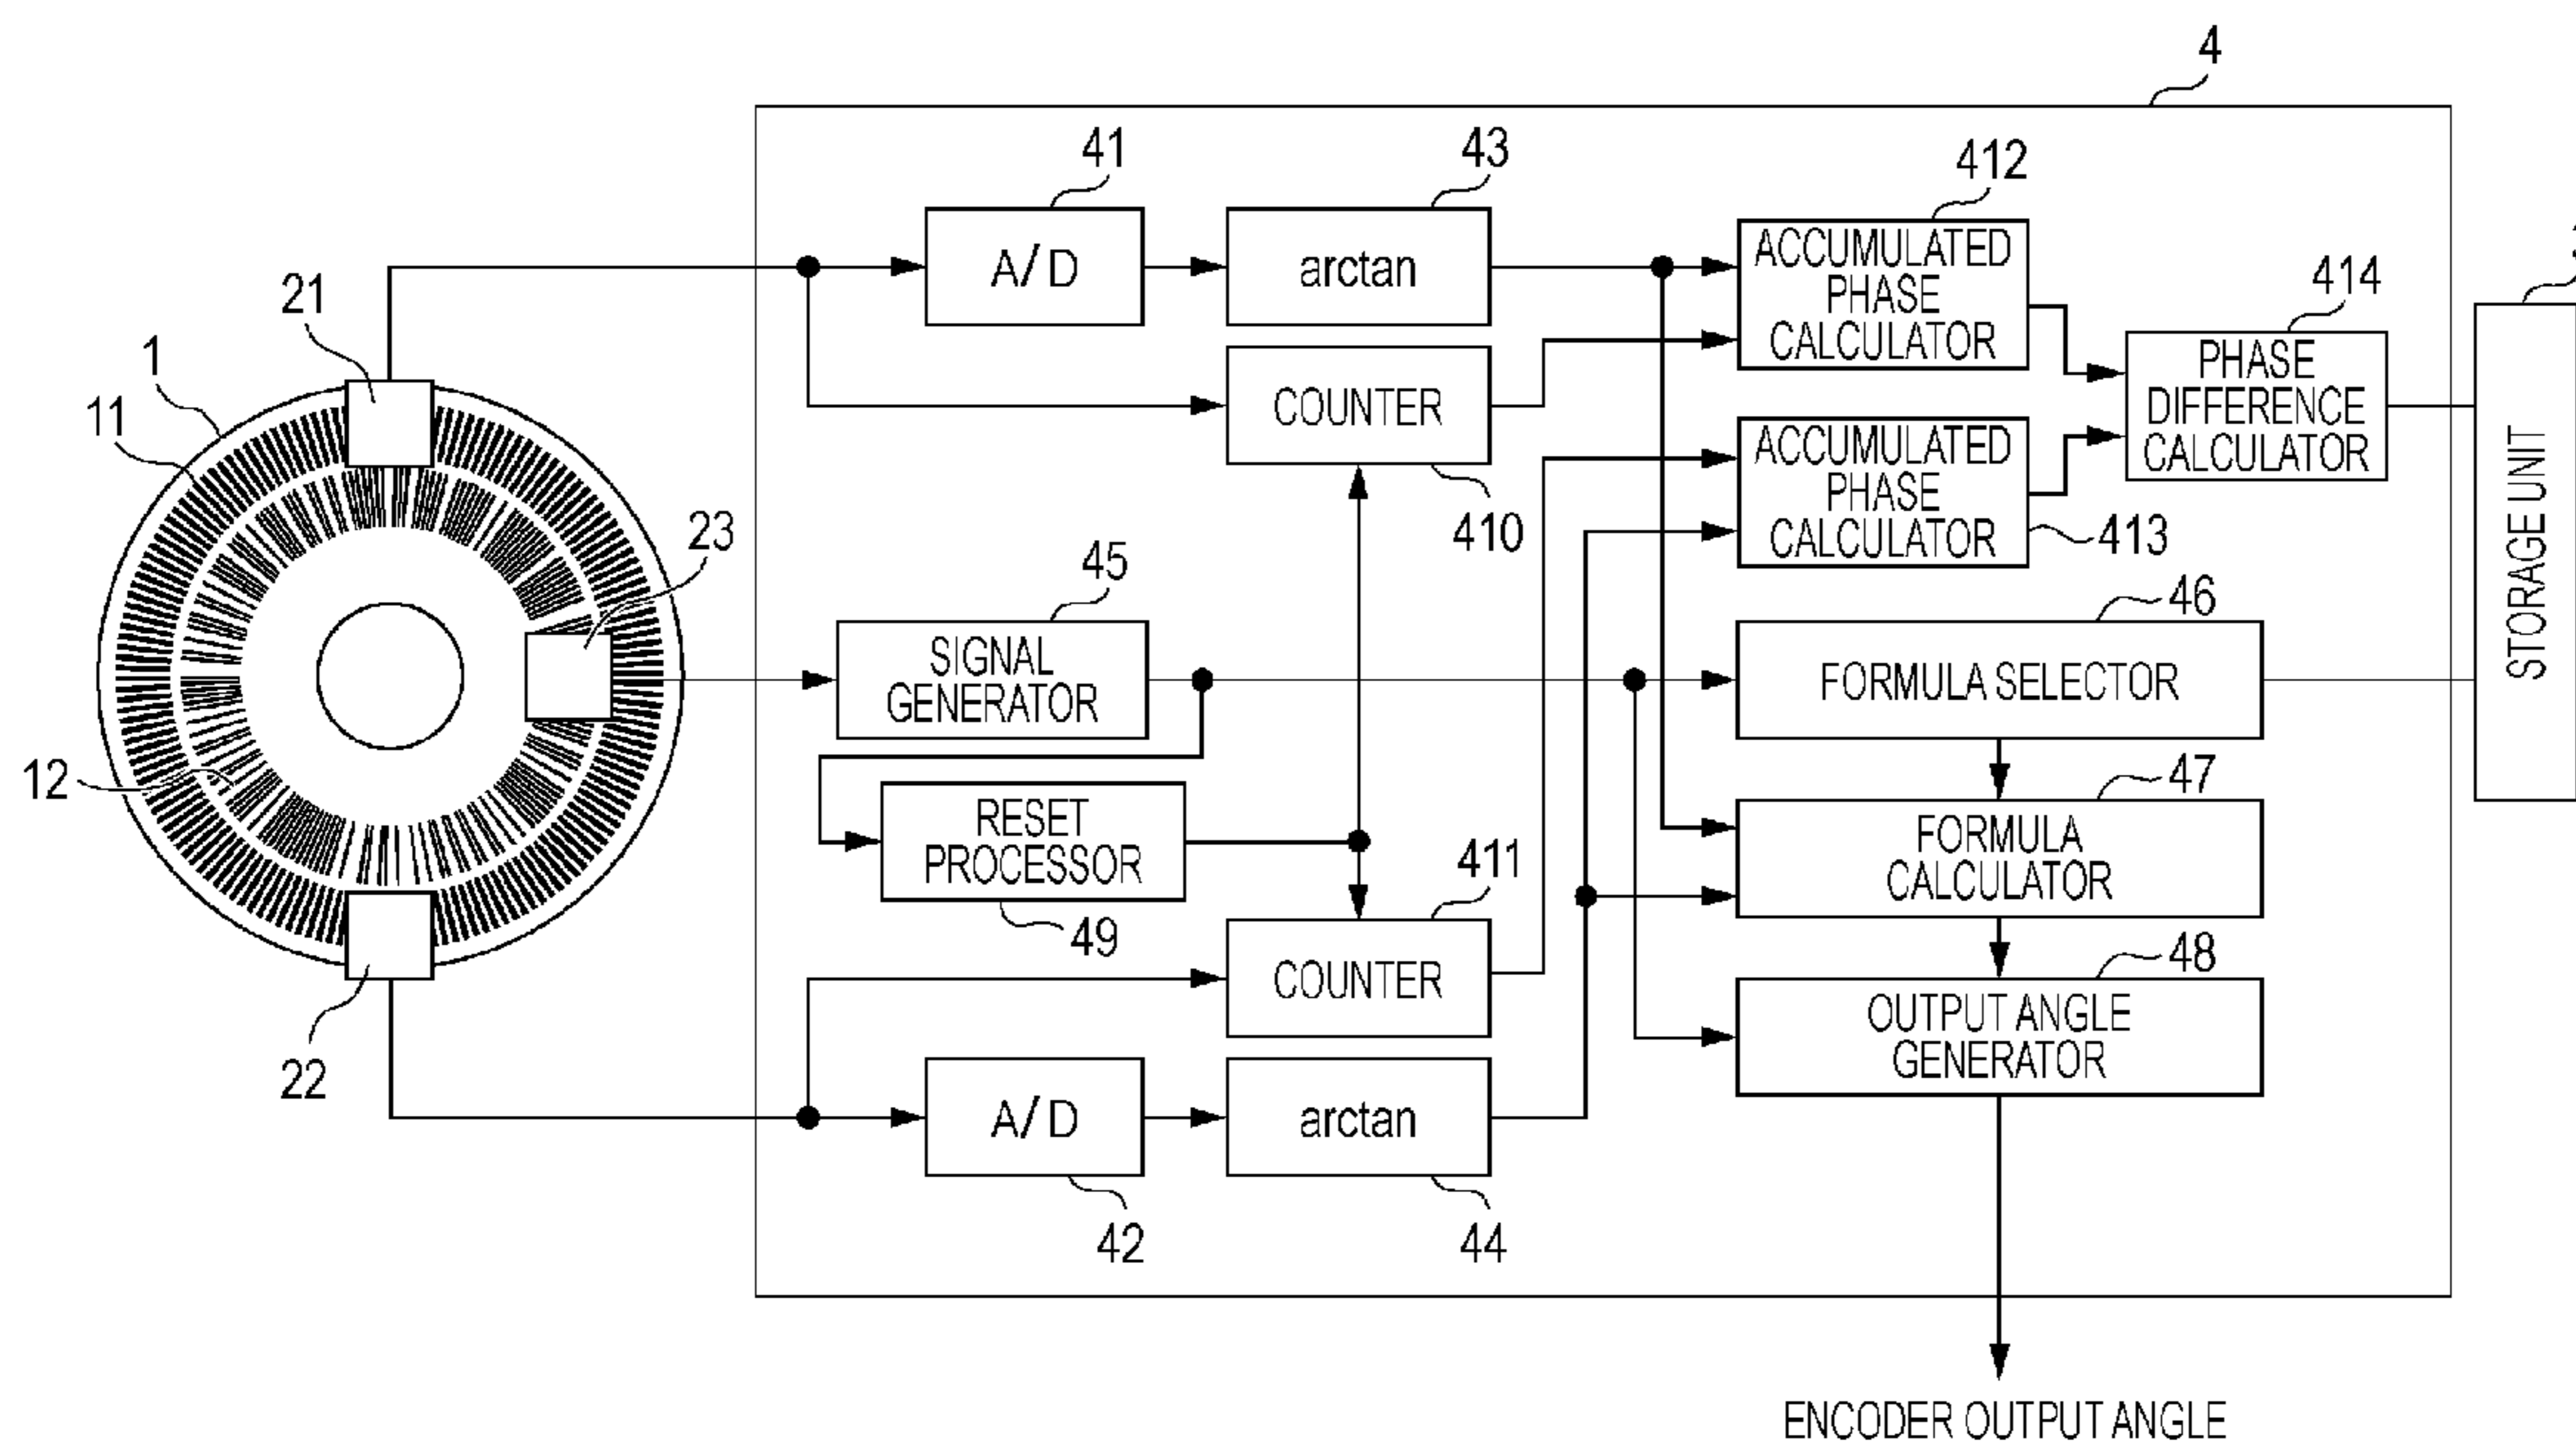 4
41
43
412
A/D
arctan
ACCUMULATED
PHASE
CALCULATOR
21
414
1
11
COUNTER
PHASE
DIFFERENCE
CALCULATOR
410
ACCUMULATED
PHASE
CALCULATOR
413
STORAGE UNIT
23
45
46
SIGNAL
GENERATOR
FORMULA SELECTOR
12
47
RESET
PROCESSOR
FORMULA
CALCULATOR
411
49
48
COUNTER
OUTPUT ANGLE
GENERATOR
22
A/D
arctan
42
44
ENCODER OUTPUT ANGLE